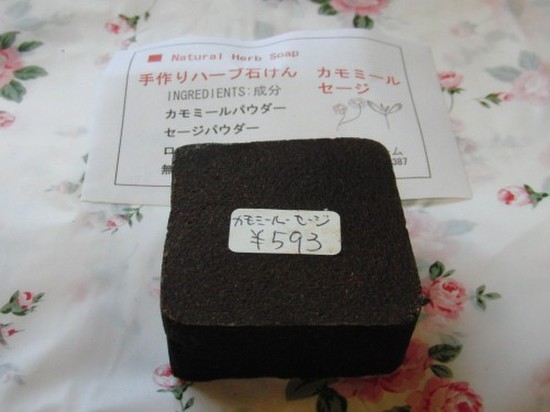 ■ Natural Herb Soap
手作りハーブ石けん カモミール
セージ
INGREDIENTS:成分
カモミールパウダー
セージパウダー
ム
387
カモミール・セージ
¥593